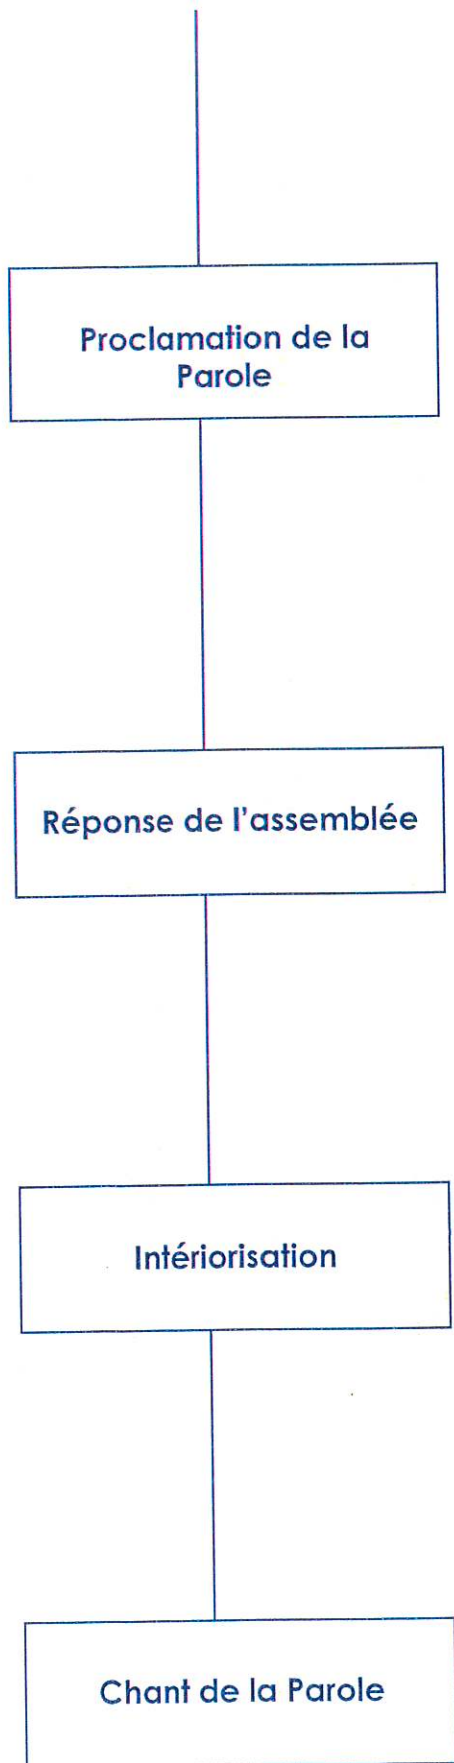 Proclamation de la
Parole
Réponse de l'assemblée
Intériorisation
Chant de la Parole